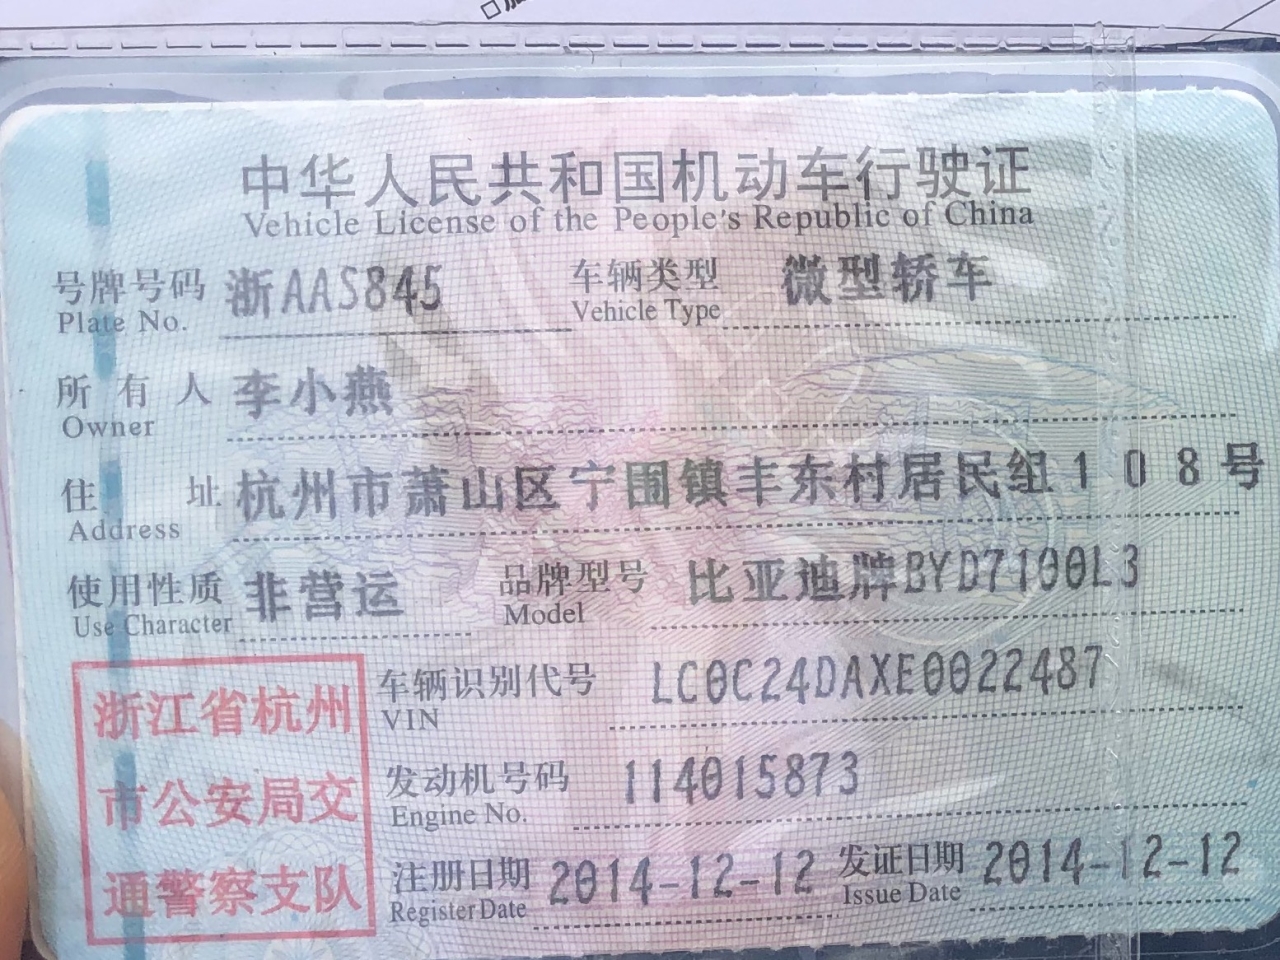 中华人民共和国机动车行驶证
Vehicle License of the People's Republic of China
号牌号码 浙AAS845 车辆类型 微型轿车
Plate No. Vehicle Type
所有人 李小燕
Owner
住址 杭州市萧山区宁围镇丰东村居民组108号
Address
使用性质 非营运 品牌型号 比亚迪牌BYD7100L3
Use Character Model
车辆识别代号 LC0C24DAXE0022487
VIN
发动机号码 114015873
Engine No.
注册日期 2014-12-12 发证日期 2014-12-12
Register Date Issue Date
浙江省杭州
市公安局交
通警察支队